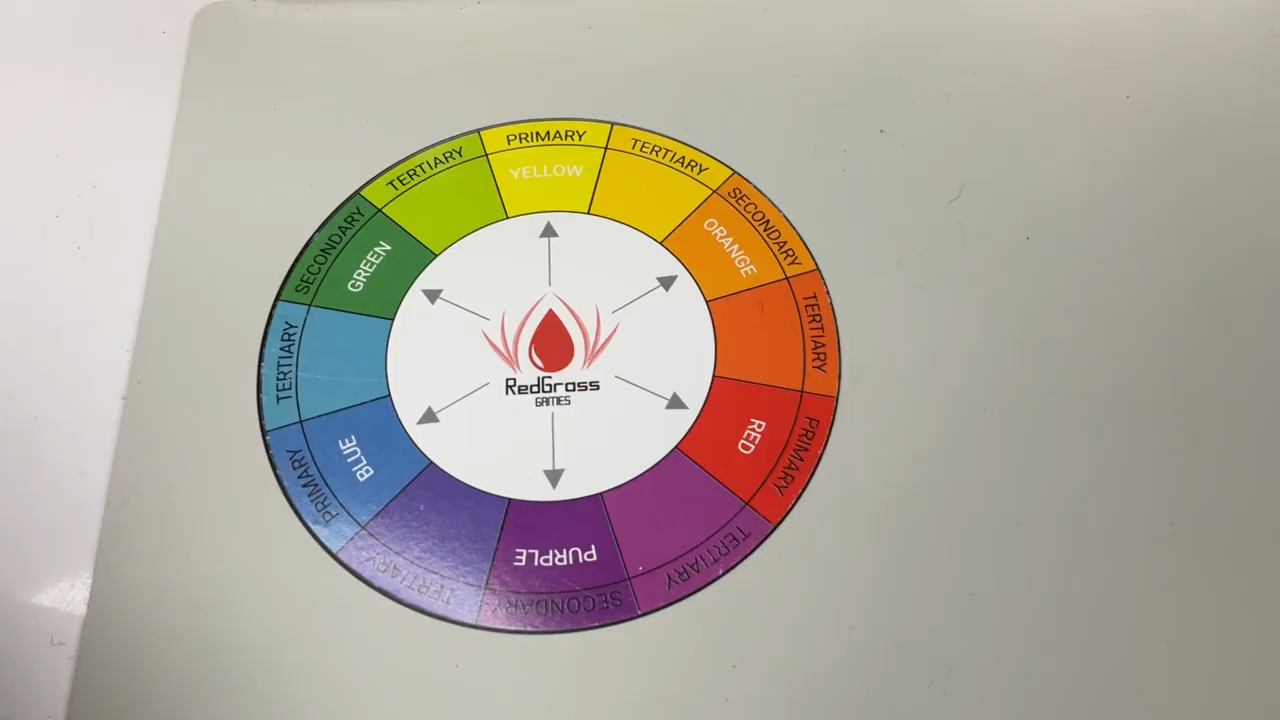 PRIMARY
YELLOW
TERTIARY
SECONDARY
ORANGE
TERTIARY
PRIMARY
RED
TERTIARY
SECONDARY
PURPLE
TERTIARY
PRIMARY
BLUE
TERTIARY
SECONDARY
GREEN
TERTIARY
RedGrass
GAMES